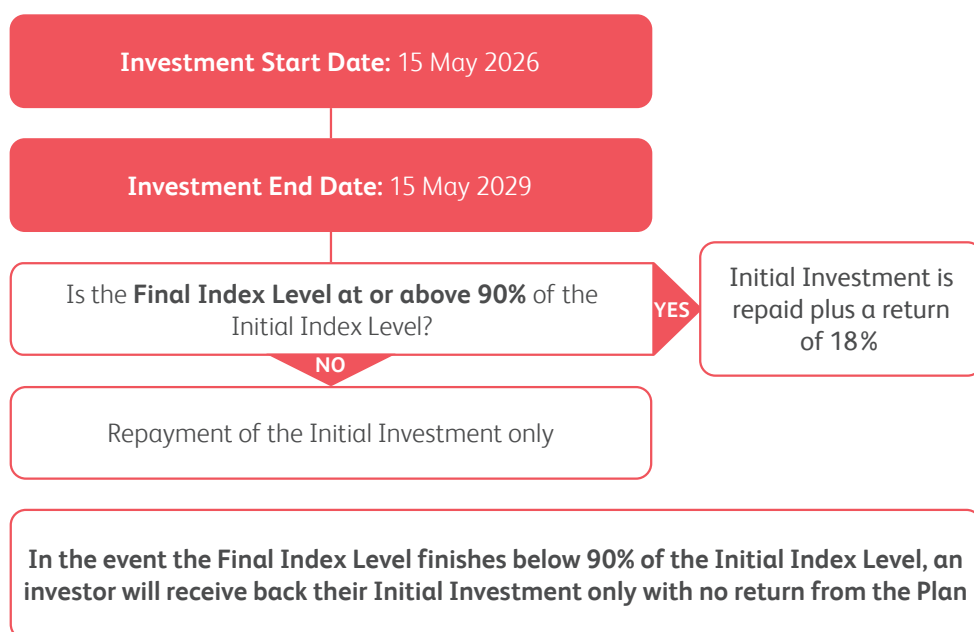 Investment Start Date: 15 May 2026
Investment End Date: 15 May 2029
Is the Final Index Level at or above 90% of the
Initial Index Level?
YES
Initial Investment is
repaid plus a return
of 18%
NO
Repayment of the Initial Investment only
In the event the Final Index Level finishes below 90% of the Initial Index Level, an
investor will receive back their Initial Investment only with no return from the Plan